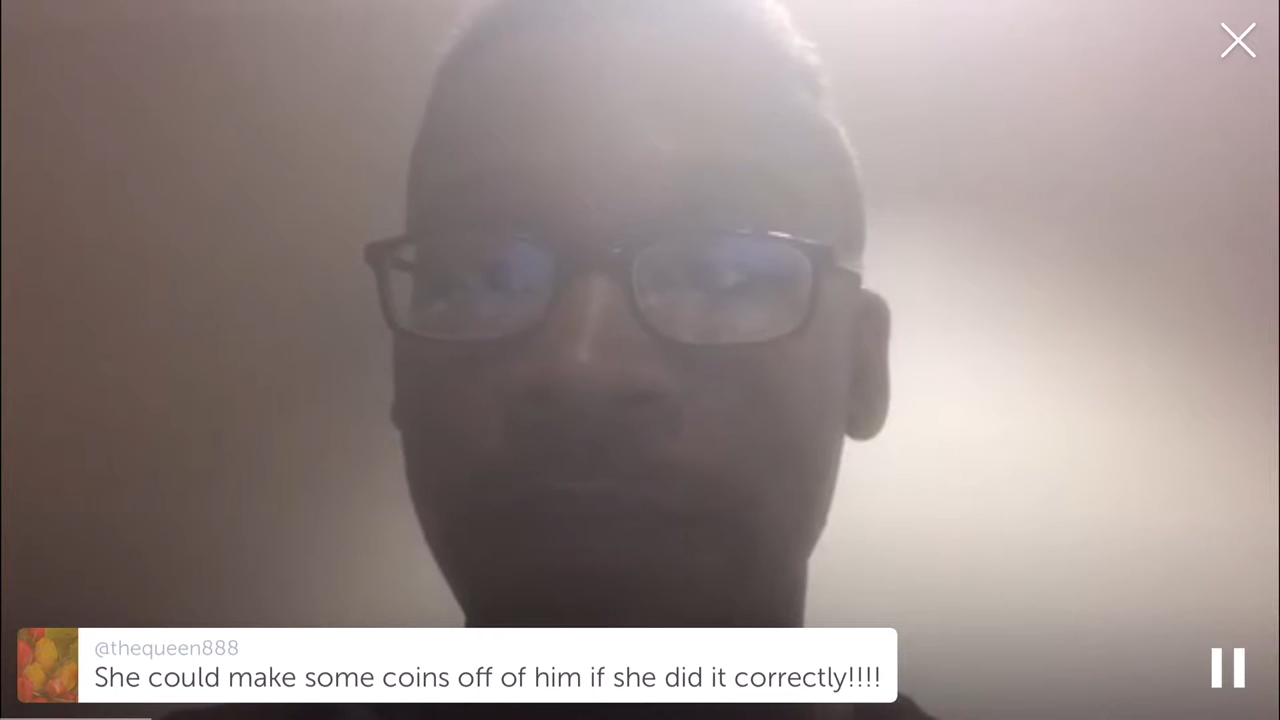 @thequeen888
She could make some coins off of him if she did it correctly!!!!